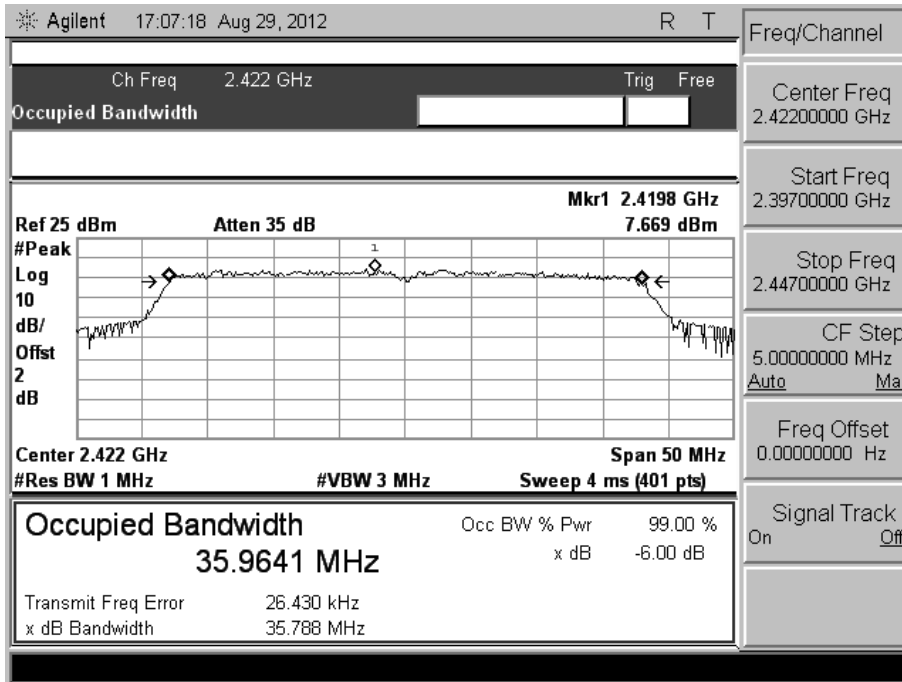 Agilent 17:07:18 Aug 29, 2012 R T
Ch Freq 2.422 GHz Trig Free
Occupied Bandwidth
Mkr1 2.4198 GHz
Ref 25 dBm Atten 35 dB 7.669 dBm
#Peak
Log
10
dB/
Offst
2
dB
1
Center 2.422 GHz Span 50 MHz
#Res BW 1 MHz #VBW 3 MHz Sweep 4 ms (401 pts)
Occupied Bandwidth
35.9641 MHz
Occ BW % Pwr 99.00 %
x dB -6.00 dB
Transmit Freq Error 26.430 kHz
x dB Bandwidth 35.788 MHz
Freq/Channel
Center Freq
2.42200000 GHz
Start Freq
2.39700000 GHz
Stop Freq
2.44700000 GHz
CF Step
5.00000000 MHz
Auto Ma
Freq Offset
0.00000000 Hz
Signal Track
On Off